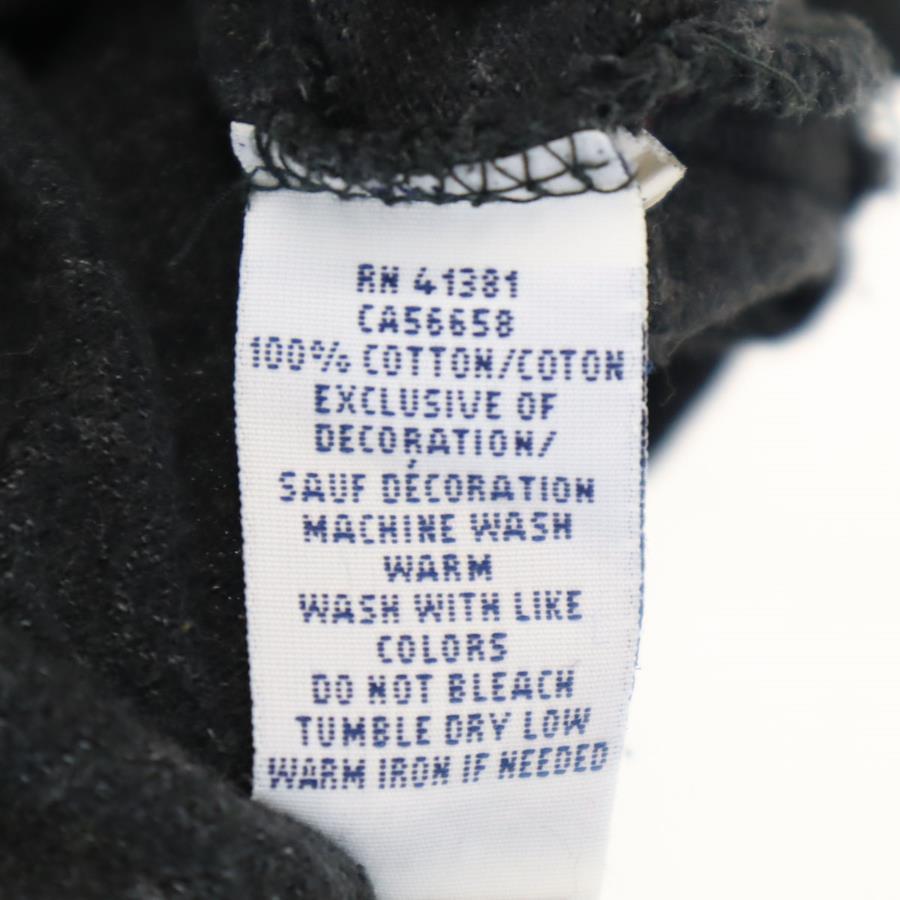 RN 41381
CA56658
100% COTTON/COTON
EXCLUSIVE OF
DECORATION/
SAUF DÉCORATION
MACHINE WASH
WARM
WASH WITH LIKE
COLORS
DO NOT BLEACH
TUMBLE DRY LOW
WARM IRON IF NEEDED